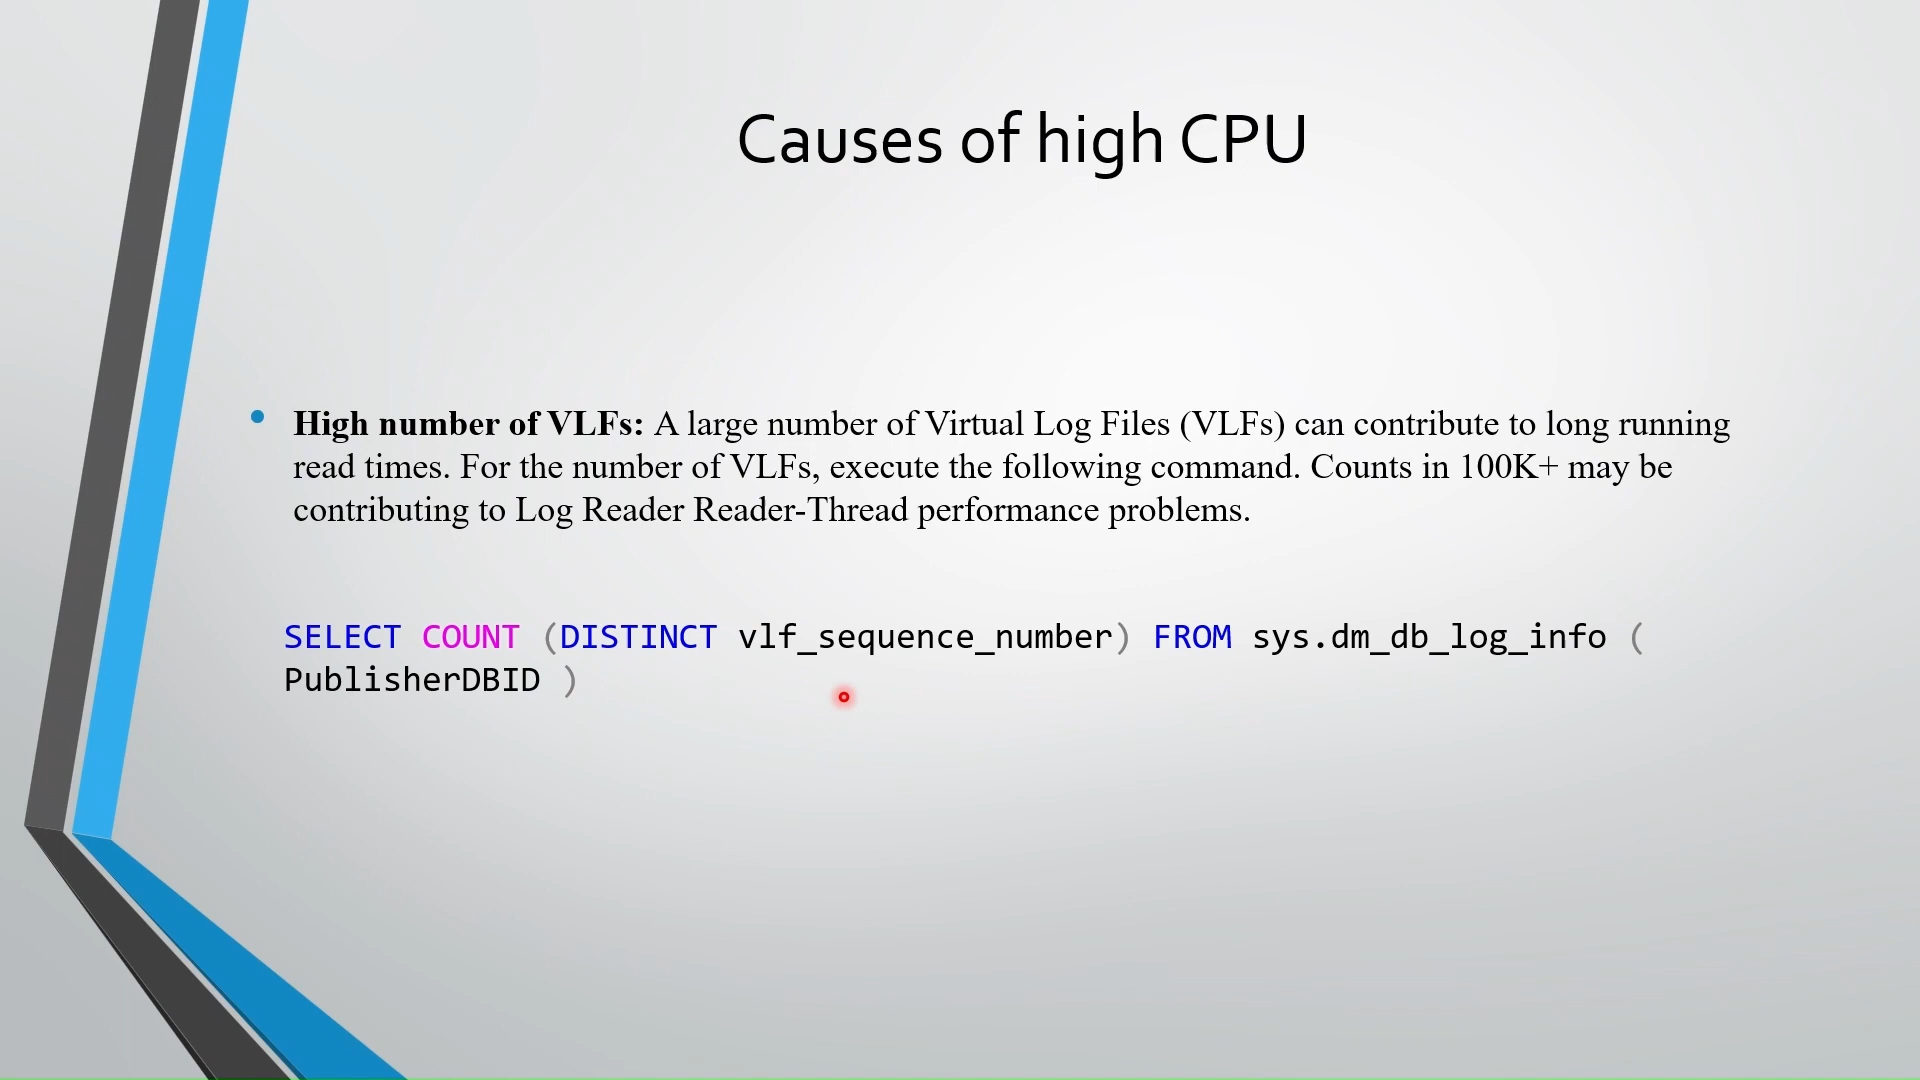 Causes of high CPU
High number of VLFs: A large number of Virtual Log Files (VLFs) can contribute to long running
read times. For the number of VLFs, execute the following command. Counts in 100K+ may be
contributing to Log Reader Reader-Thread performance problems.
SELECT COUNT (DISTINCT vlf_sequence_number) FROM sys.dm_db_log_info (
PublisherDBID )